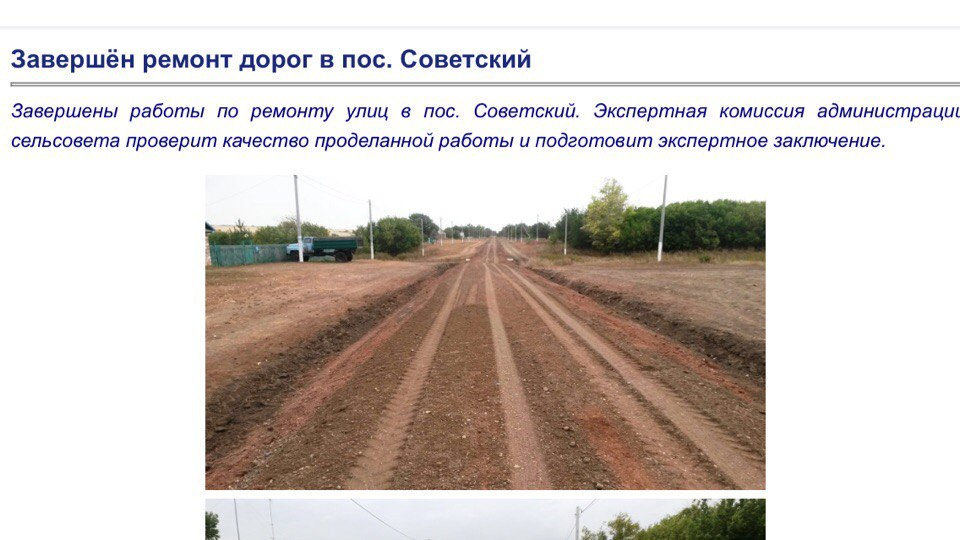 Завершён ремонт дорог в пос. Советский
Завершены работы по ремонту улиц в пос. Советский. Экспертная комиссия администраци
сельсовета проверит качество проделанной работы и подготовит экспертное заключение.